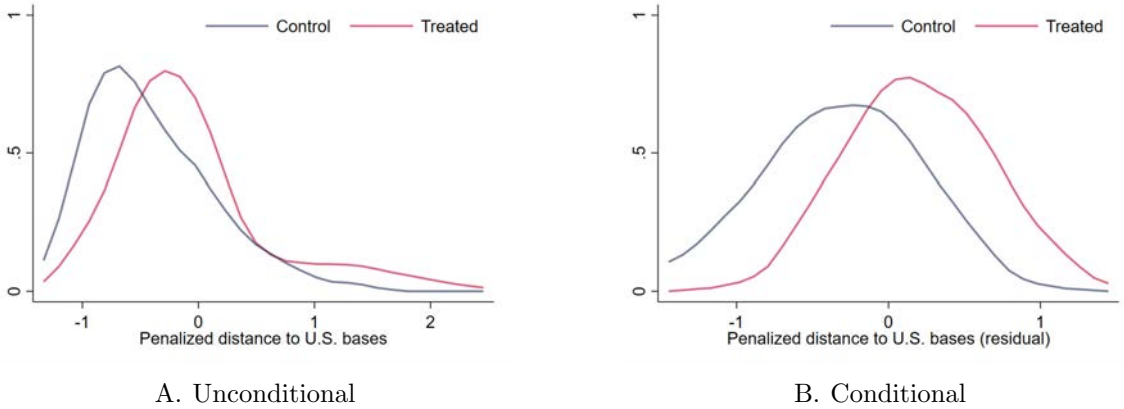 Control Treated
1
.5
0
-1 0 1 2
Penalized distance to U.S. bases
A. Unconditional
Control Treated
1
.5
0
-1 0 1
Penalized distance to U.S. bases (residual)
B. Conditional